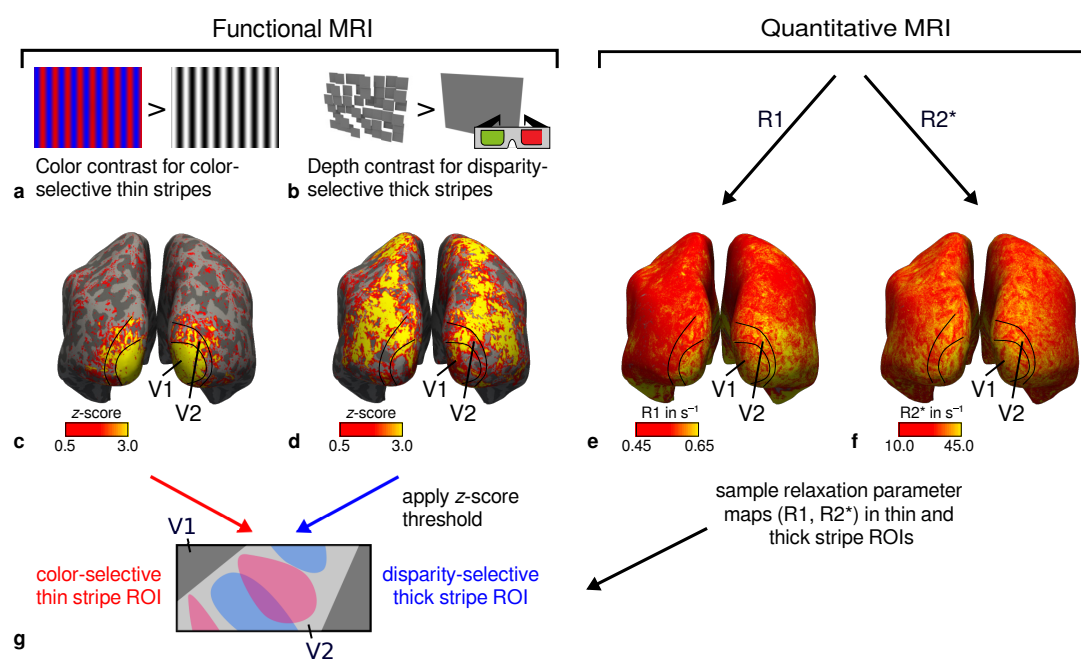 Functional MRI
Quantitative MRI
>
>
Color contrast for color-
selective thin stripes
a
Depth contrast for disparity-
selective thick stripes
b
R1
R2*
V1
V2
V1
V2
V1
V2
V1
V2
z-score
0.5 3.0
c
z-score
0.5 3.0
d
R1 in s⁻¹
0.45 0.65
e
R2* in s⁻¹
10.0 45.0
f
apply z-score
threshold
sample relaxation parameter
maps (R1, R2*) in thin and
thick stripe ROIs
V1
color-selective
thin stripe ROI
disparity-selective
thick stripe ROI
V2
g